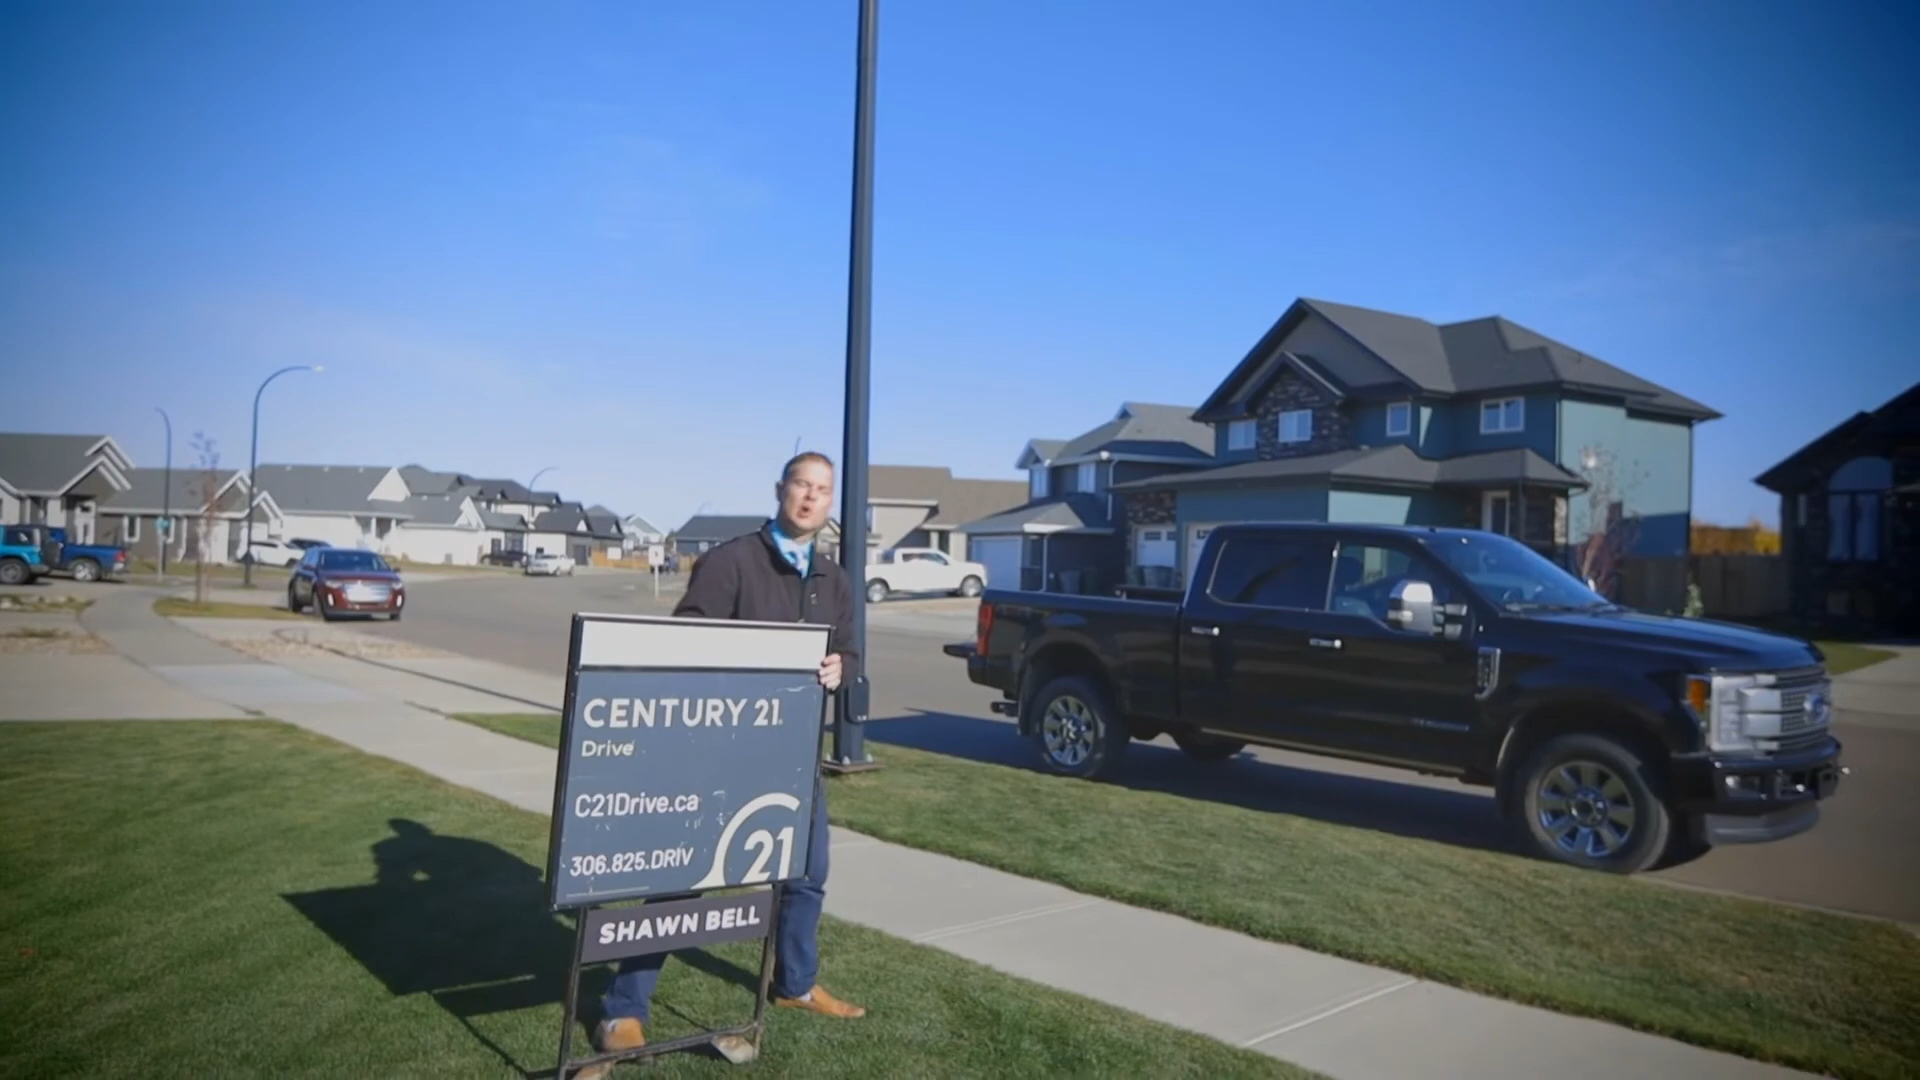 CENTURY 21.
Drive
C21Drive.ca
306.825.DRIV
21
SHAWN BELL